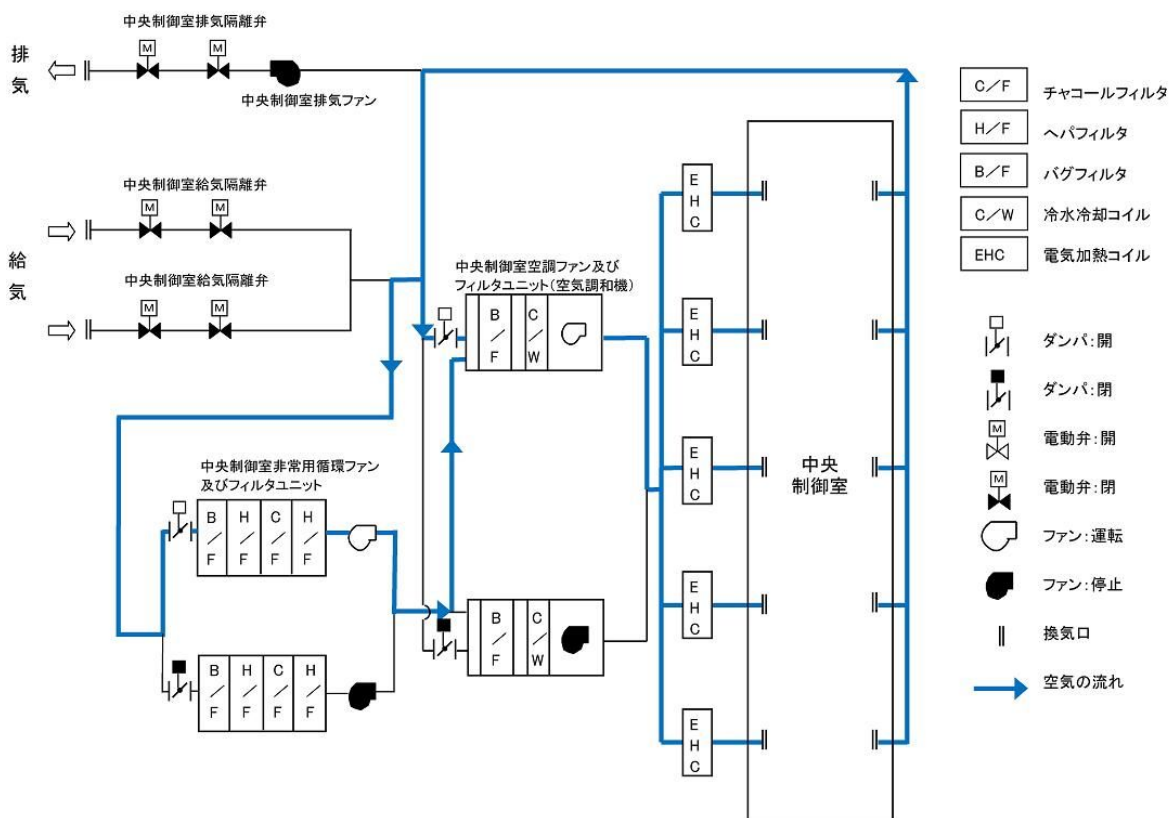 中央制御室排気隔離弁
M
M
排
気
中央制御室排気ファン
中央制御室給気隔離弁
M
M
給
気
中央制御室給気隔離弁
M
M
中央制御室空調ファン及び
フィルタユニット(空気調和機)
B/F
C/W
中央制御室非常用循環ファン
及びフィルタユニット
B/F
H/F
C/F
H/F
B/F
H/F
C/F
H/F
B/F
C/W
EHC
EHC
EHC
EHC
EHC
中央
制御室
C/F チャコールフィルタ
H/F ヘパフィルタ
B/F バグフィルタ
C/W 冷水冷却コイル
EHC 電気加熱コイル
ダンパ:開
ダンパ:閉
M 電動弁:開
M 電動弁:閉
ファン:運転
ファン:停止
換気口
空気の流れ